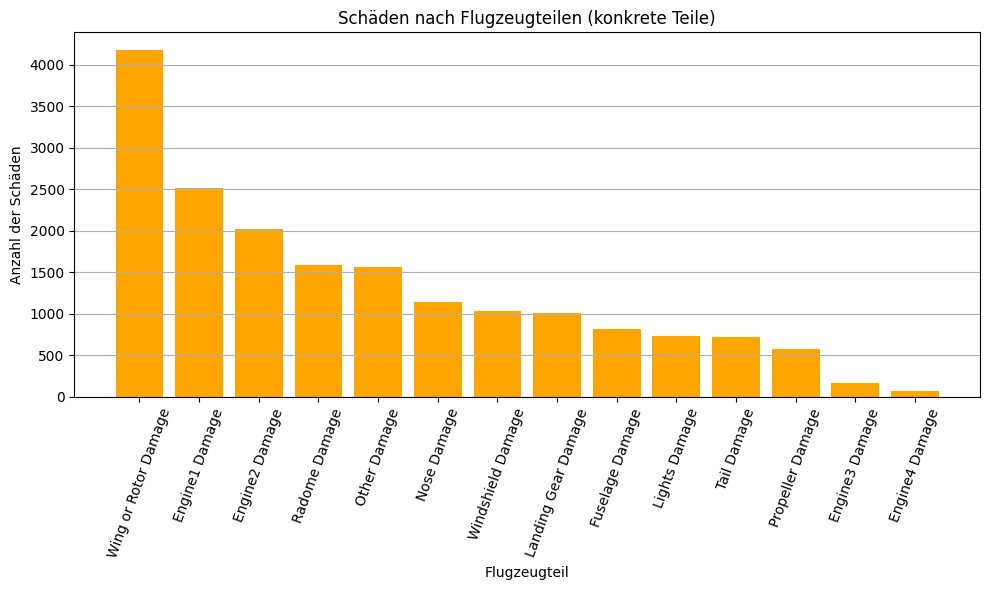 Schäden nach Flugzeugteilen (konkrete Teile)
Anzahl der Schäden
4000
3500
3000
2500
2000
1500
1000
500
0
Wing or Rotor Damage
Engine1 Damage
Engine2 Damage
Radome Damage
Other Damage
Nose Damage
Windshield Damage
Landing Gear Damage
Fuselage Damage
Lights Damage
Tail Damage
Propeller Damage
Engine3 Damage
Engine4 Damage
Flugzeugteil